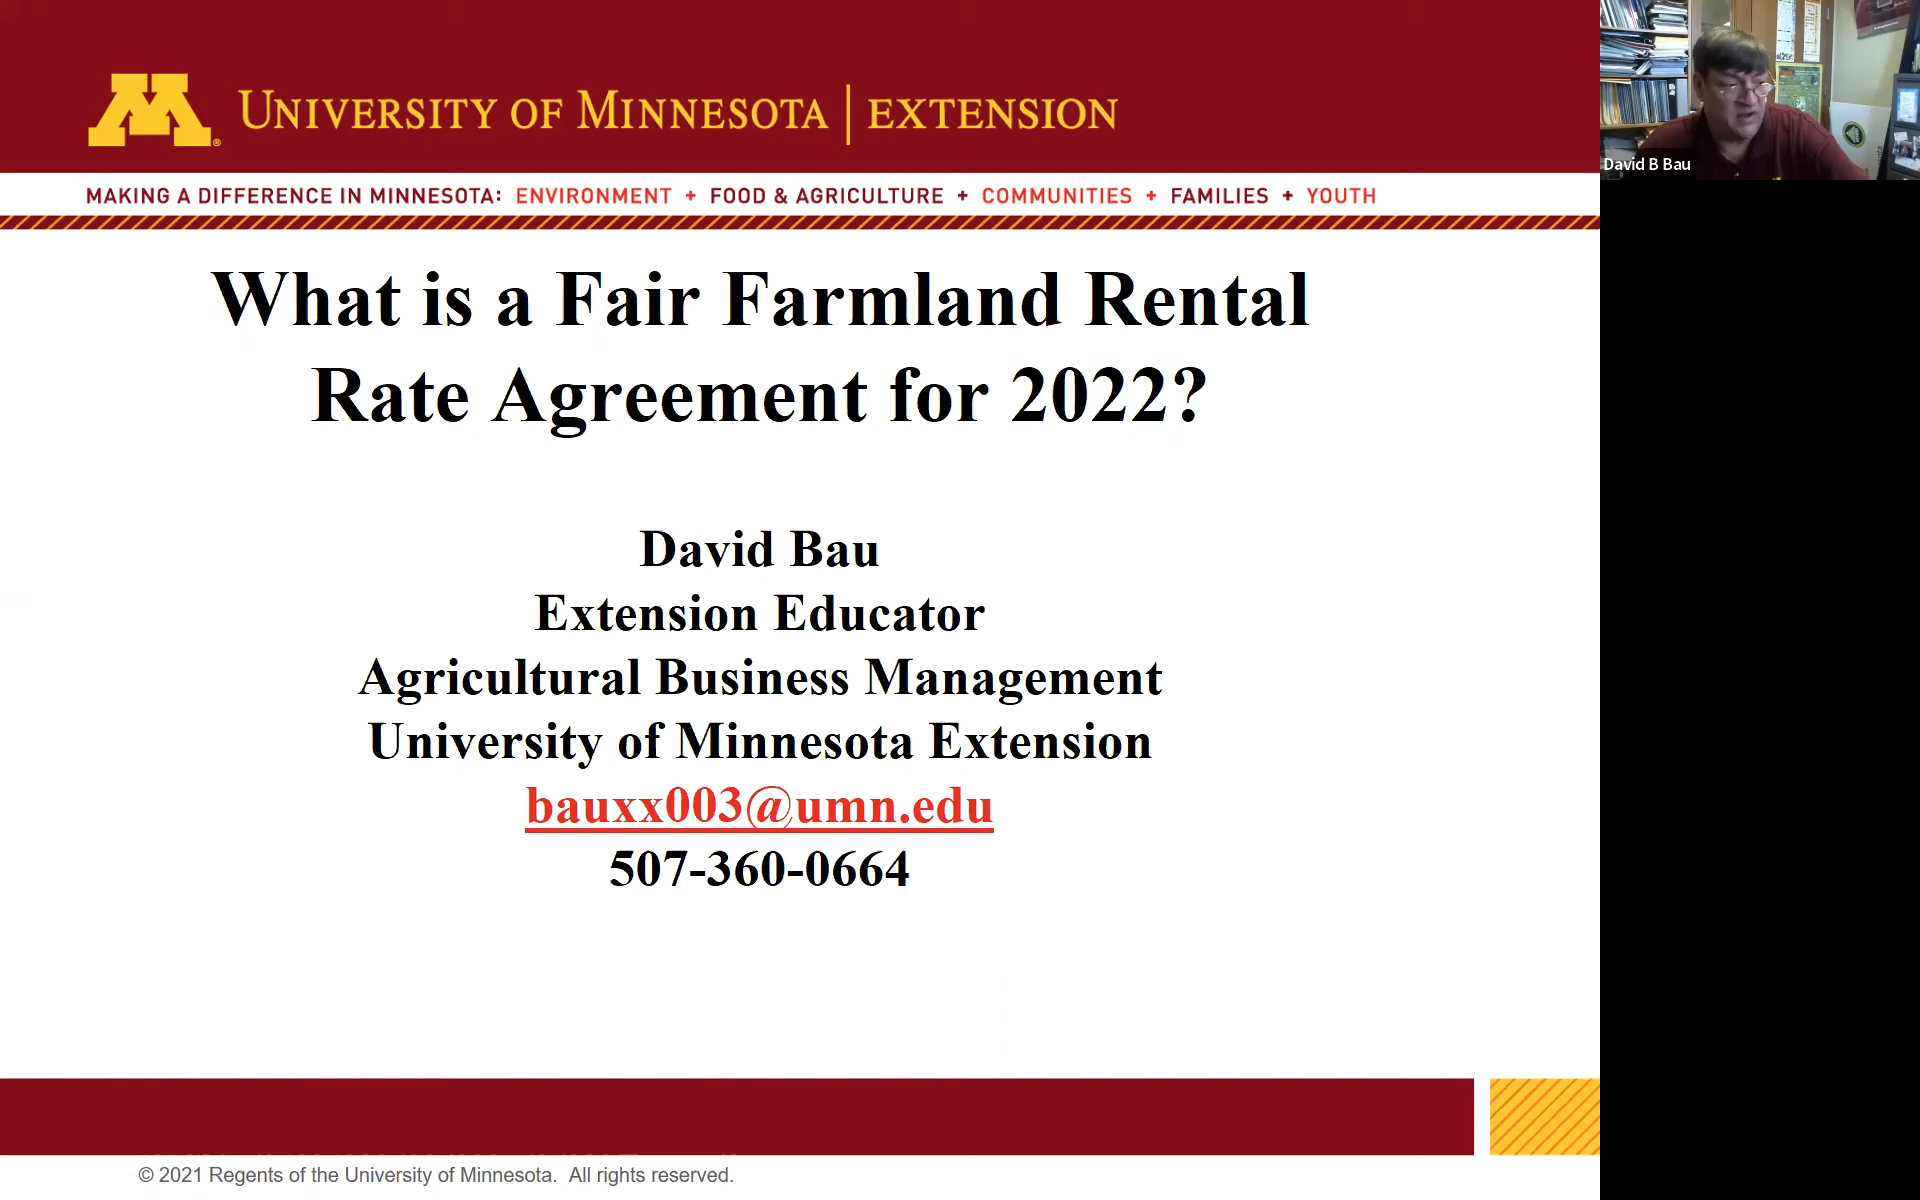 UNIVERSITY OF MINNESOTA | EXTENSION
David B Bau
MAKING A DIFFERENCE IN MINNESOTA: ENVIRONMENT + FOOD & AGRICULTURE + COMMUNITIES + FAMILIES + YOUTH
What is a Fair Farmland Rental
Rate Agreement for 2022?
David Bau
Extension Educator
Agricultural Business Management
University of Minnesota Extension
bauxx003@umn.edu
507-360-0664
© 2021 Regents of the University of Minnesota. All rights reserved.